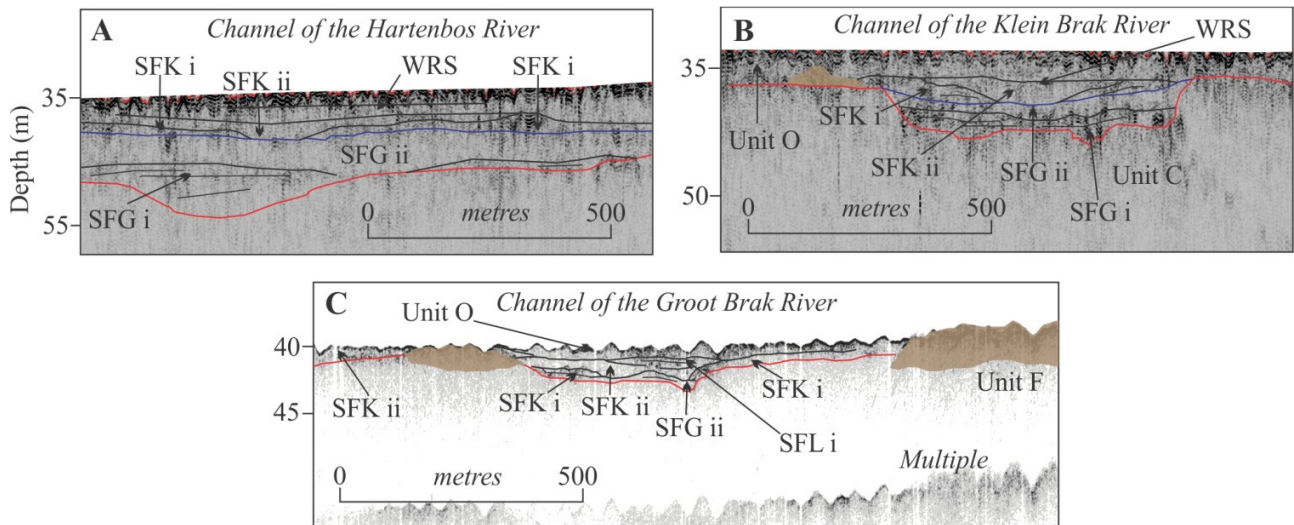 A
Channel of the Hartenbos River
SFK i
SFK ii
WRS
SFK i
35
Depth (m)
SFG ii
SFG i
0
metres
500
55
B
Channel of the Klein Brak River
WRS
35
SFK i
Unit O
SFK ii
SFG ii
Unit C
SFG i
50
0
metres
500
C
Channel of the Groot Brak River
Unit O
40
SFK ii
SFK i
SFK ii
SFK i
Unit F
SFG ii
45
SFL i
0
metres
500
Multiple